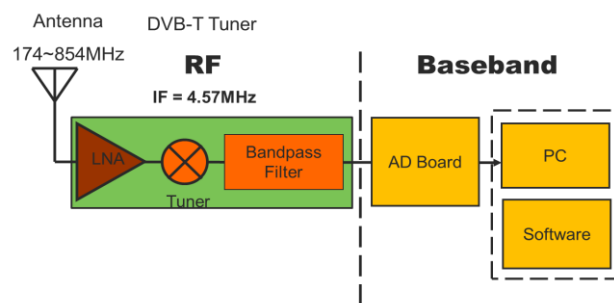 Antenna
DVB-T Tuner
174~854MHz
RF
Baseband
IF = 4.57MHz
LNA
Bandpass
Filter
Tuner
AD Board
PC
Software